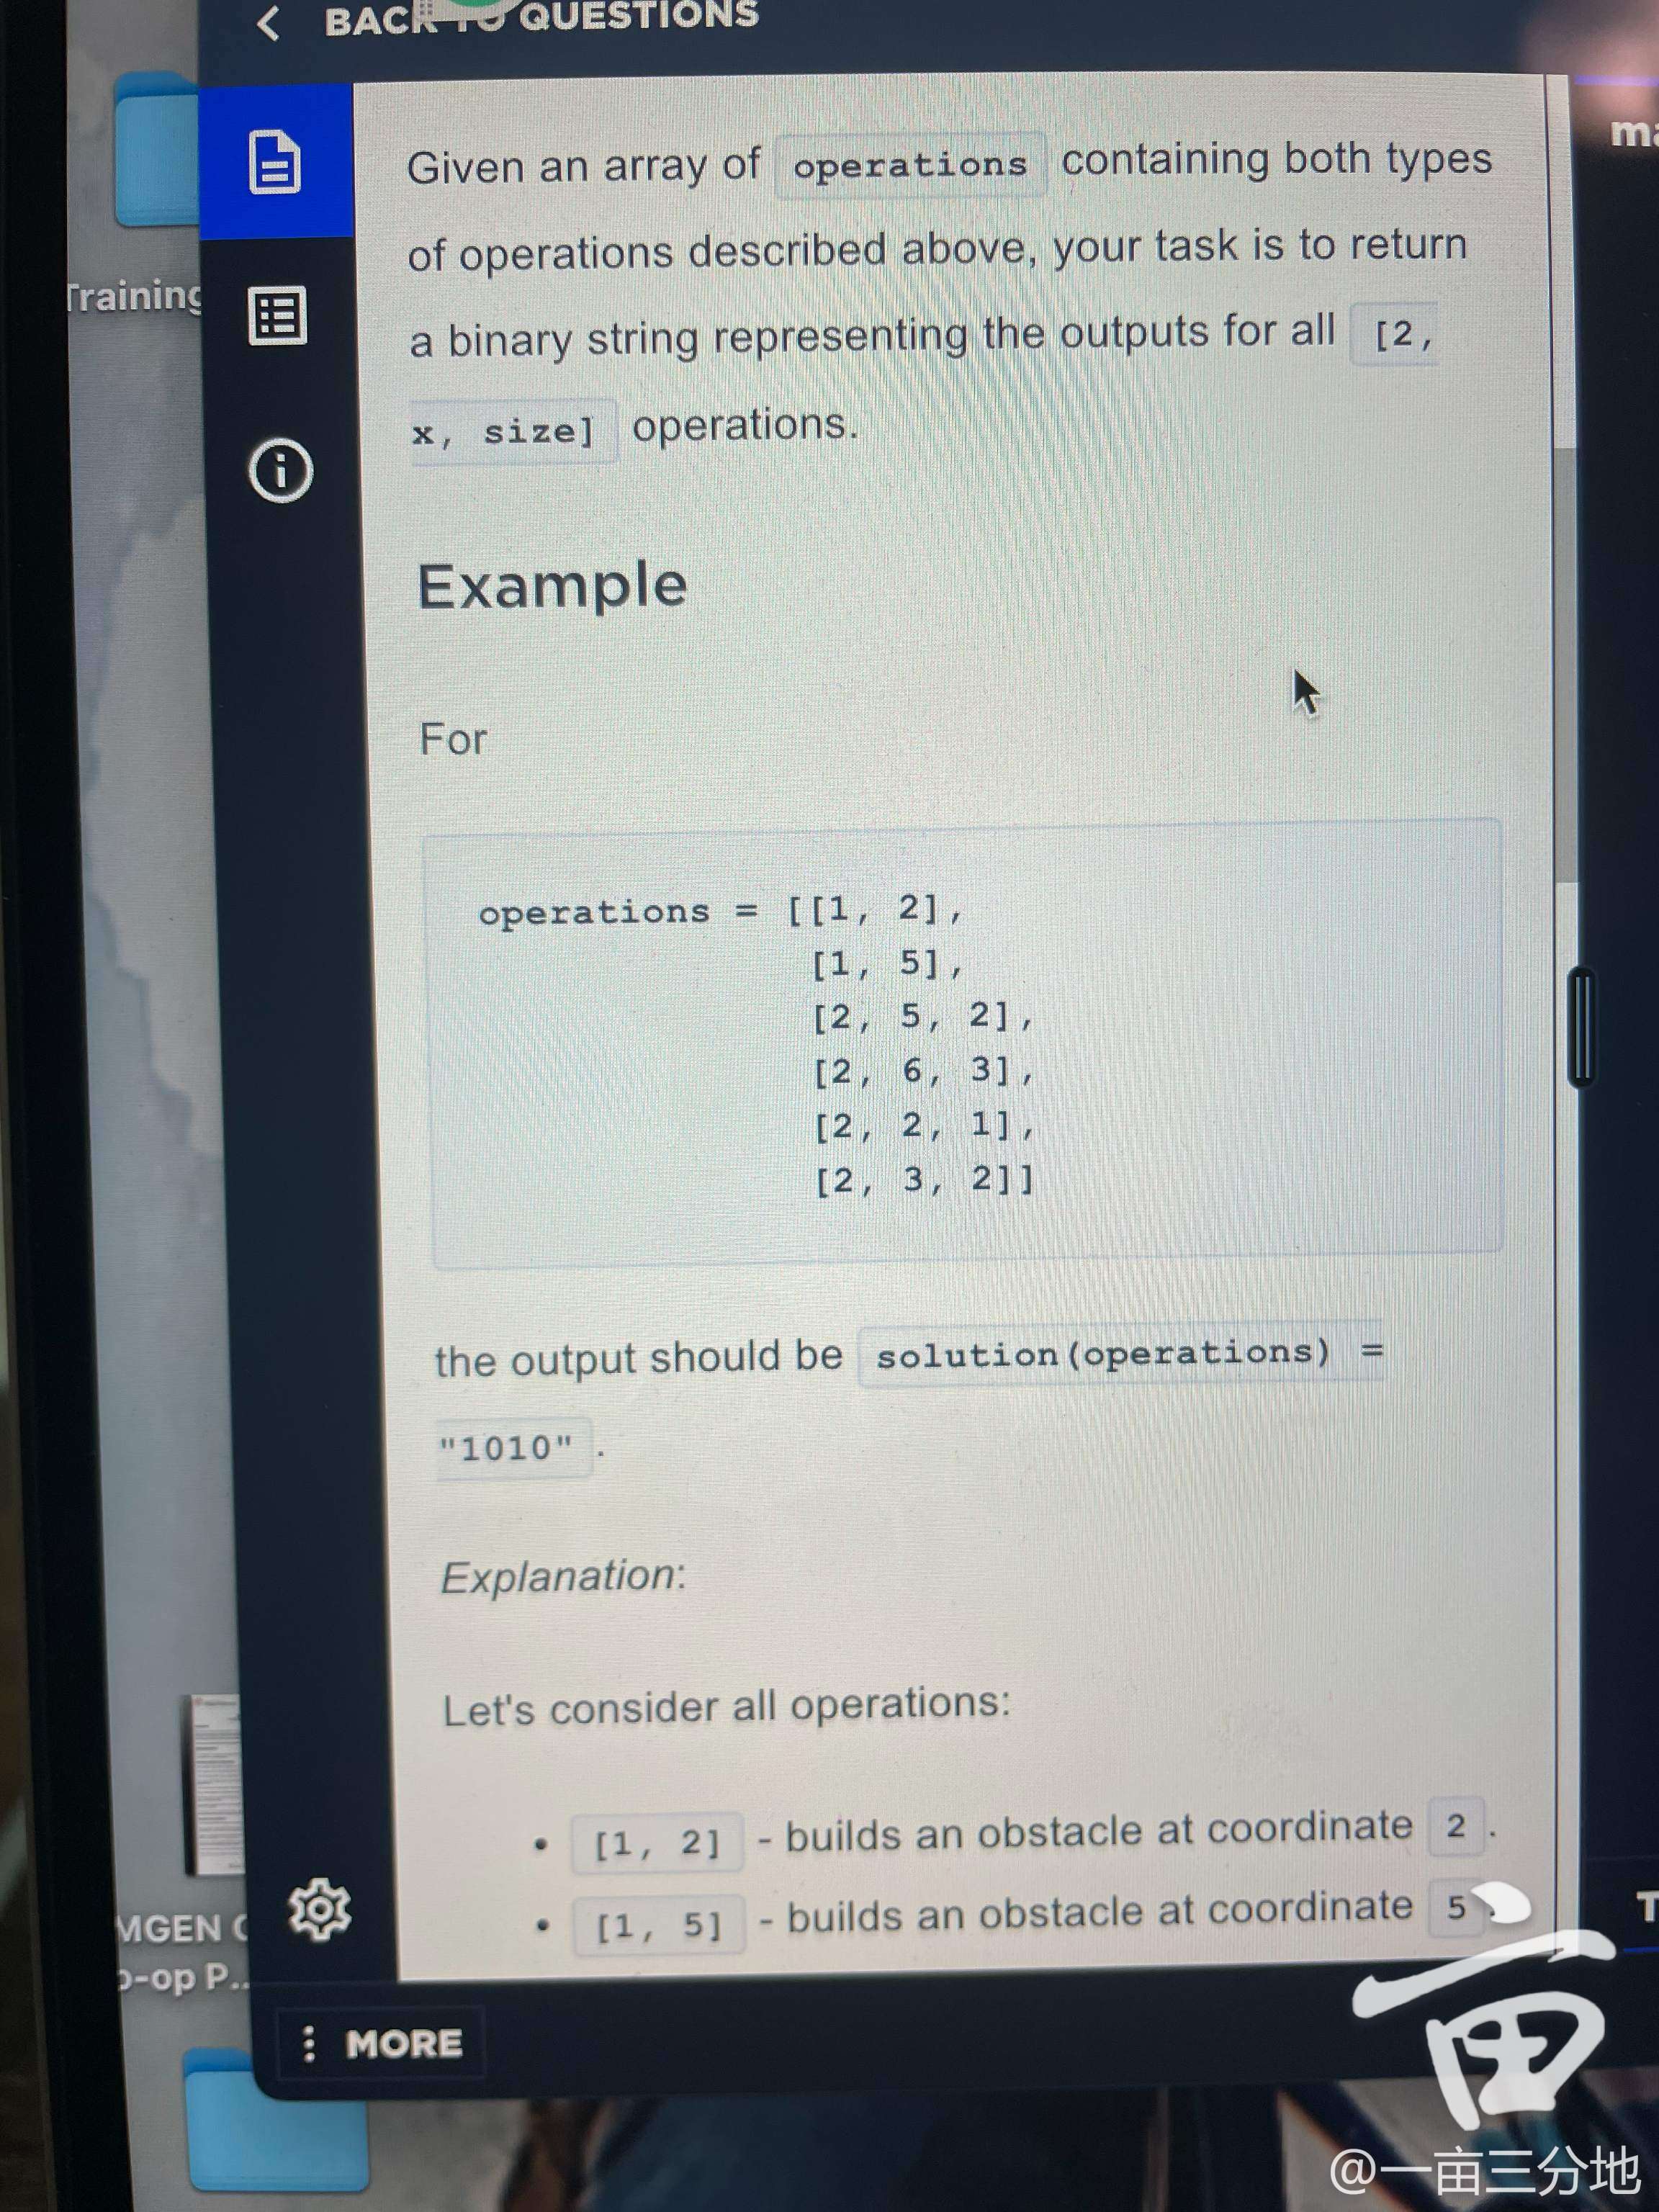 BACK TO QUESTIONS
Training
Given an array of operations containing both types
of operations described above, your task is to return
a binary string representing the outputs for all [2,
x, size] operations.
Example
For
operations = [[1, 2],
[1, 5],
[2, 5, 2],
[2, 6, 3],
[2, 2, 1],
[2, 3, 2]]
the output should be solution(operations) =
"1010" .
Explanation:
Let's consider all operations:
• [1, 2] - builds an obstacle at coordinate 2 .
• [1, 5] - builds an obstacle at coordinate 5 .
MGEN
-op P...
MORE
@一亩三分地